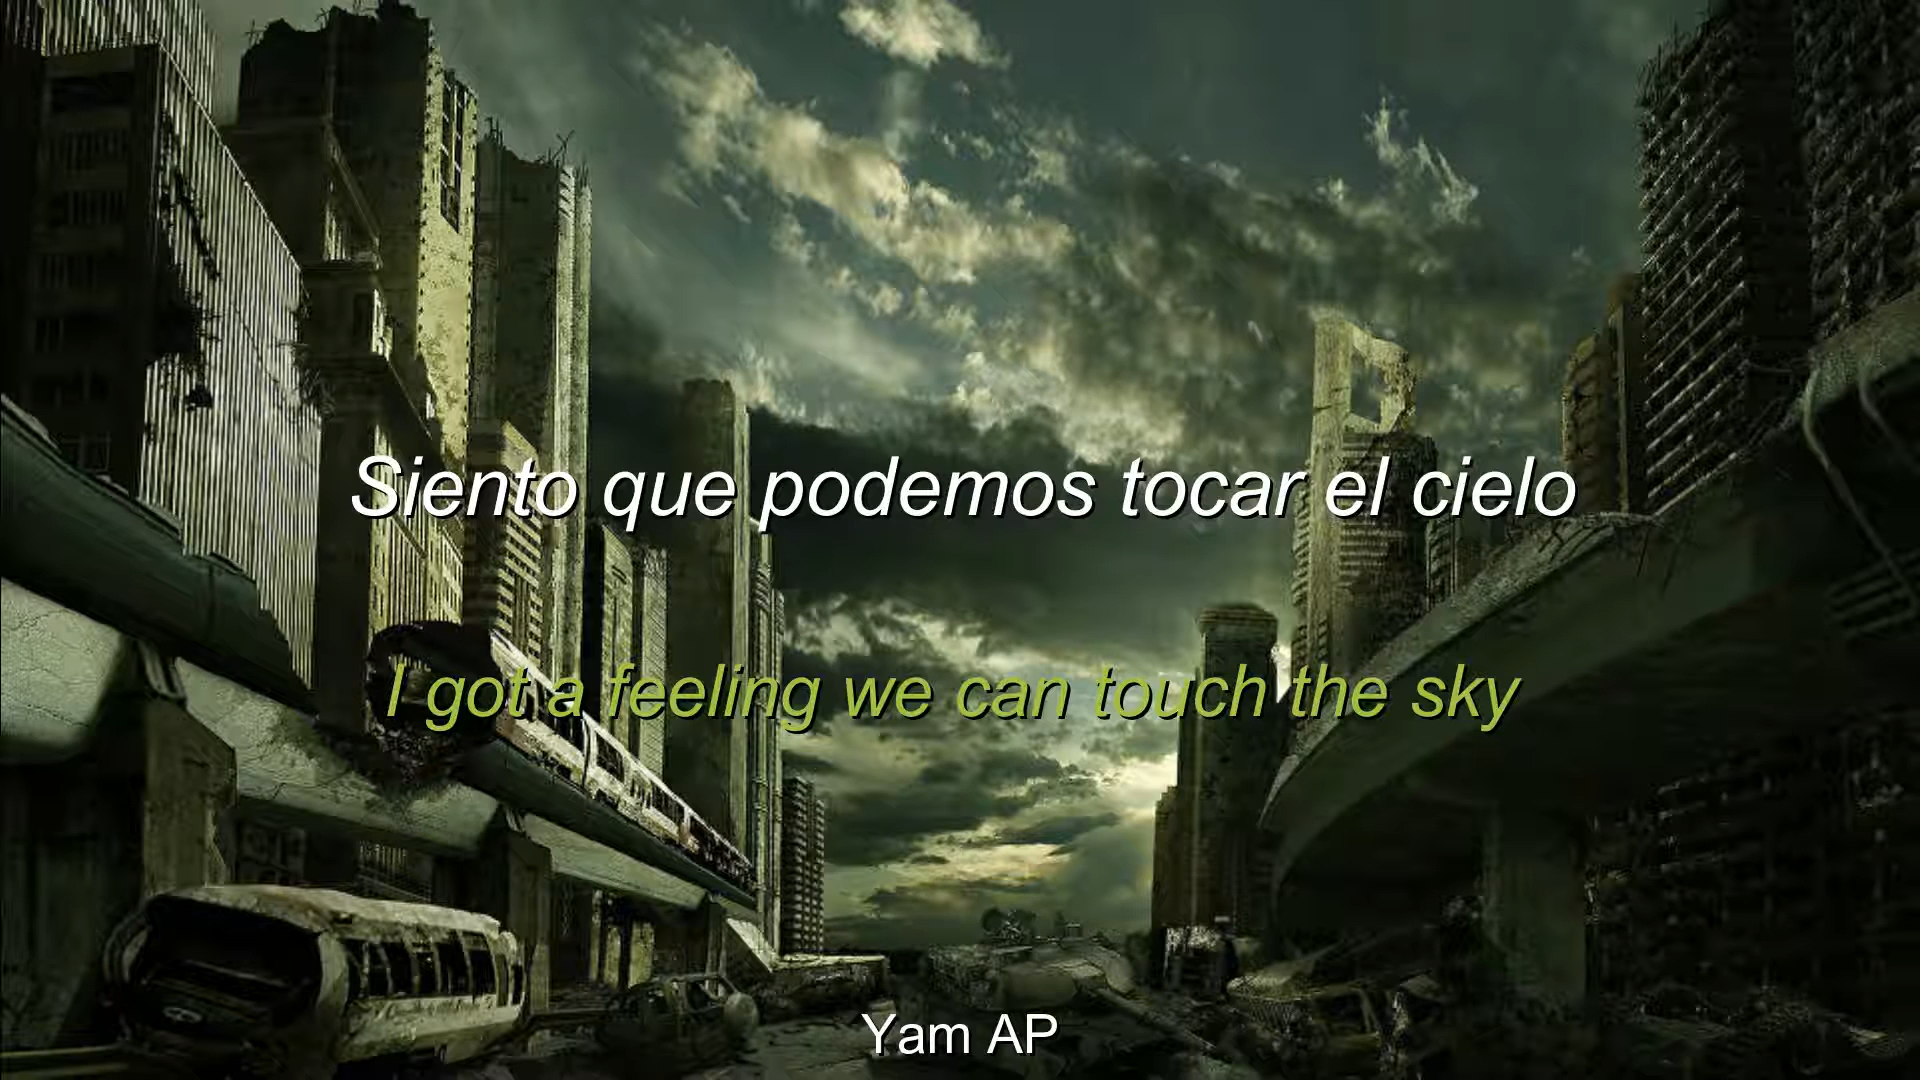 Siento que podemos tocar el cielo
I got a feeling we can touch the sky
Yam AP